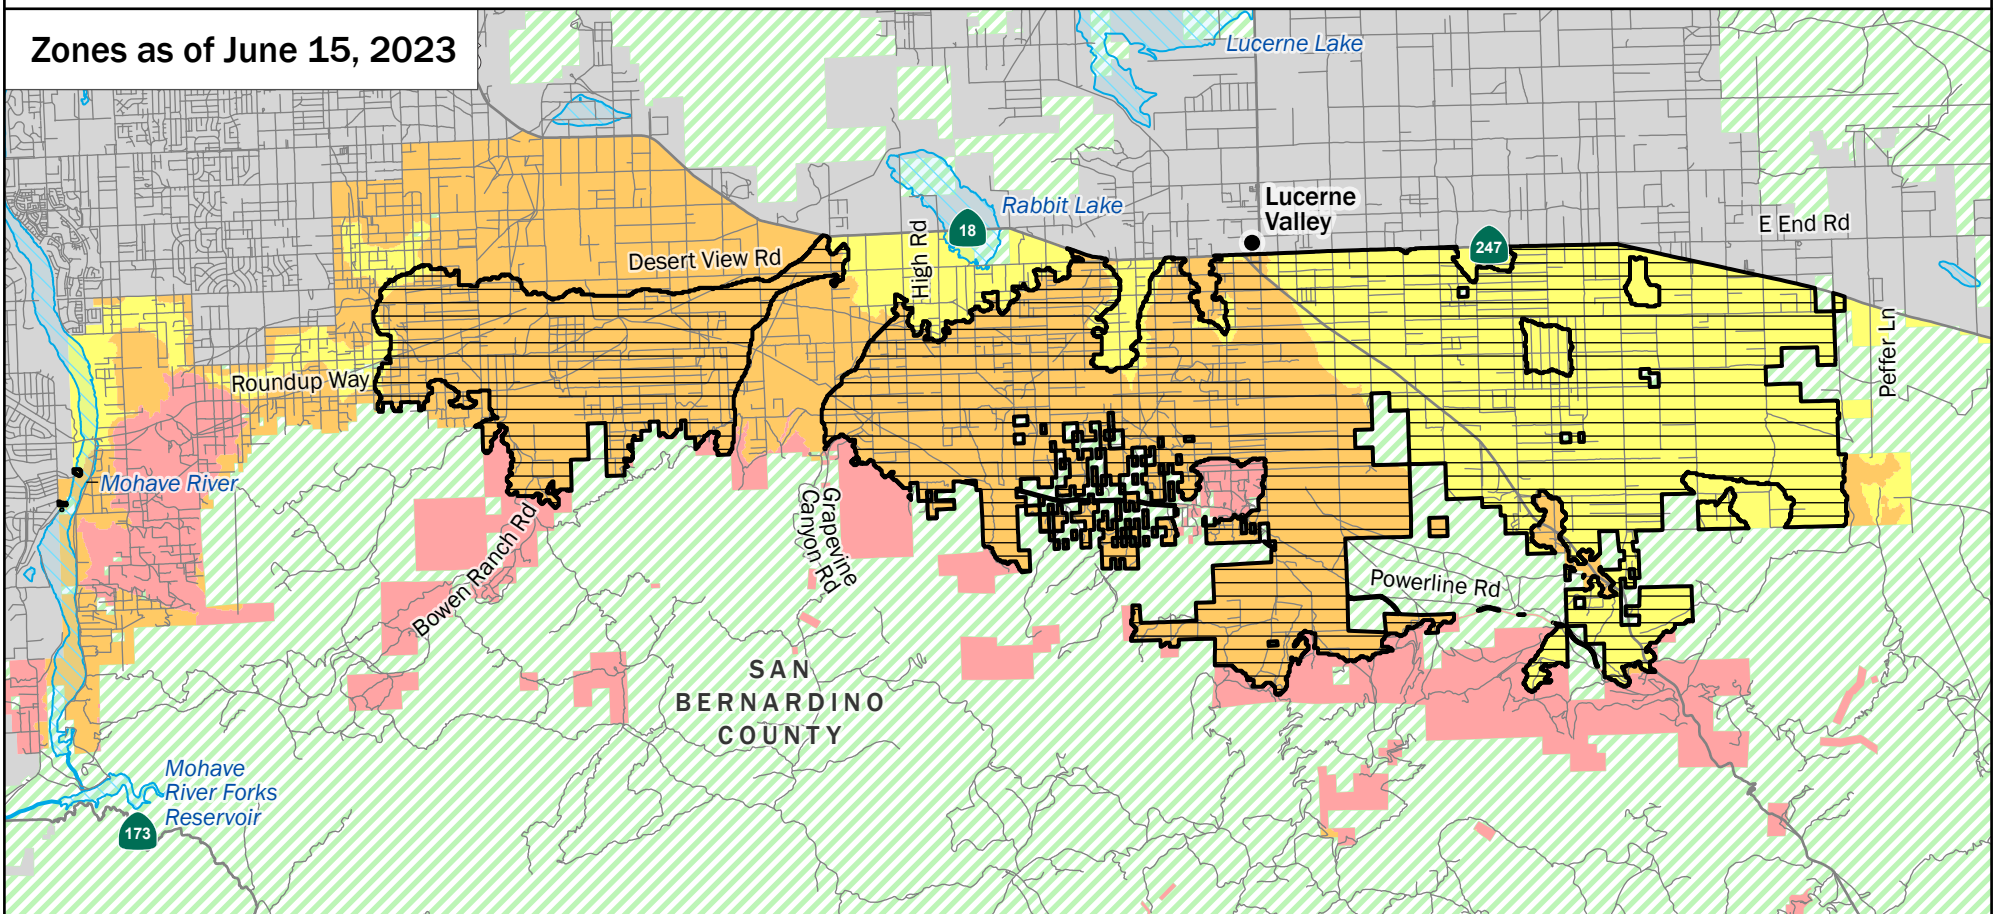 Zones as of June 15, 2023
Lucerne Lake
Rabbit Lake
18
High Rd
Lucerne
Valley
247
E End Rd
Desert View Rd
Peffer Ln
Roundup Way
Mohave River
Grapevine
Canyon Rd
Bowen Ranch Rd
Powerline Rd
SAN
BERNARDINO
COUNTY
Mohave
River Forks
Reservoir
173